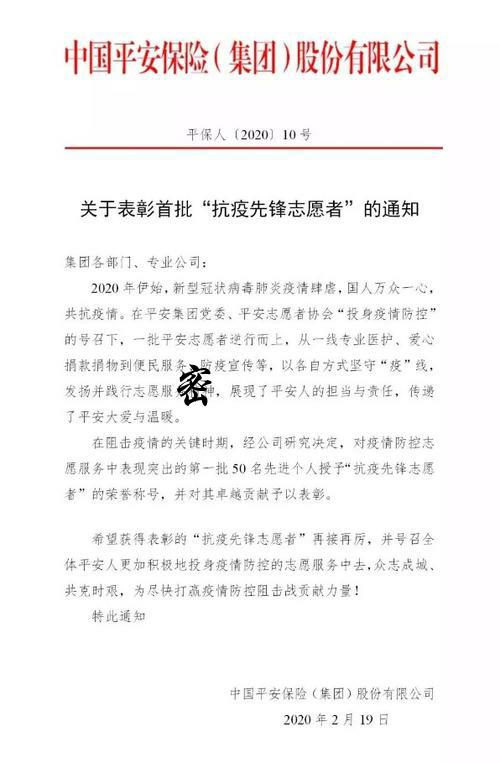 中国平安保险（集团）股份有限公司
平保人〔2020〕10号
关于表彰首批“抗疫先锋志愿者”的通知
集团各部门、专业公司：
2020年伊始，新型冠状病毒肺炎疫情肆虐，国人万众一心，
共抗疫情。在平安集团党委、平安志愿者协会“投身疫情防控”
的号召下，一批平安志愿者逆行而上，从一线专业医护、爱心
捐款捐物到便民服务、防疫宣传等，以各自方式坚守“疫”线，
发扬并践行志愿服 神，展现了平安人的担当与责任，传递
密
了平安大爱与温暖。
在阻击疫情的关键时期，经公司研究决定，对疫情防控志
愿服务中表现突出的第一批50名先进个人授予“抗疫先锋志愿
者”的荣誉称号，并对其卓越贡献予以表彰。
希望获得表彰的“抗疫先锋志愿者”再接再厉，并号召全
体平安人更加积极地投身疫情防控的志愿服务中去，众志成城、
共克时艰，为尽快打赢疫情防控阻击战贡献力量！
特此通知
中国平安保险（集团）股份有限公司
2020年2月19日